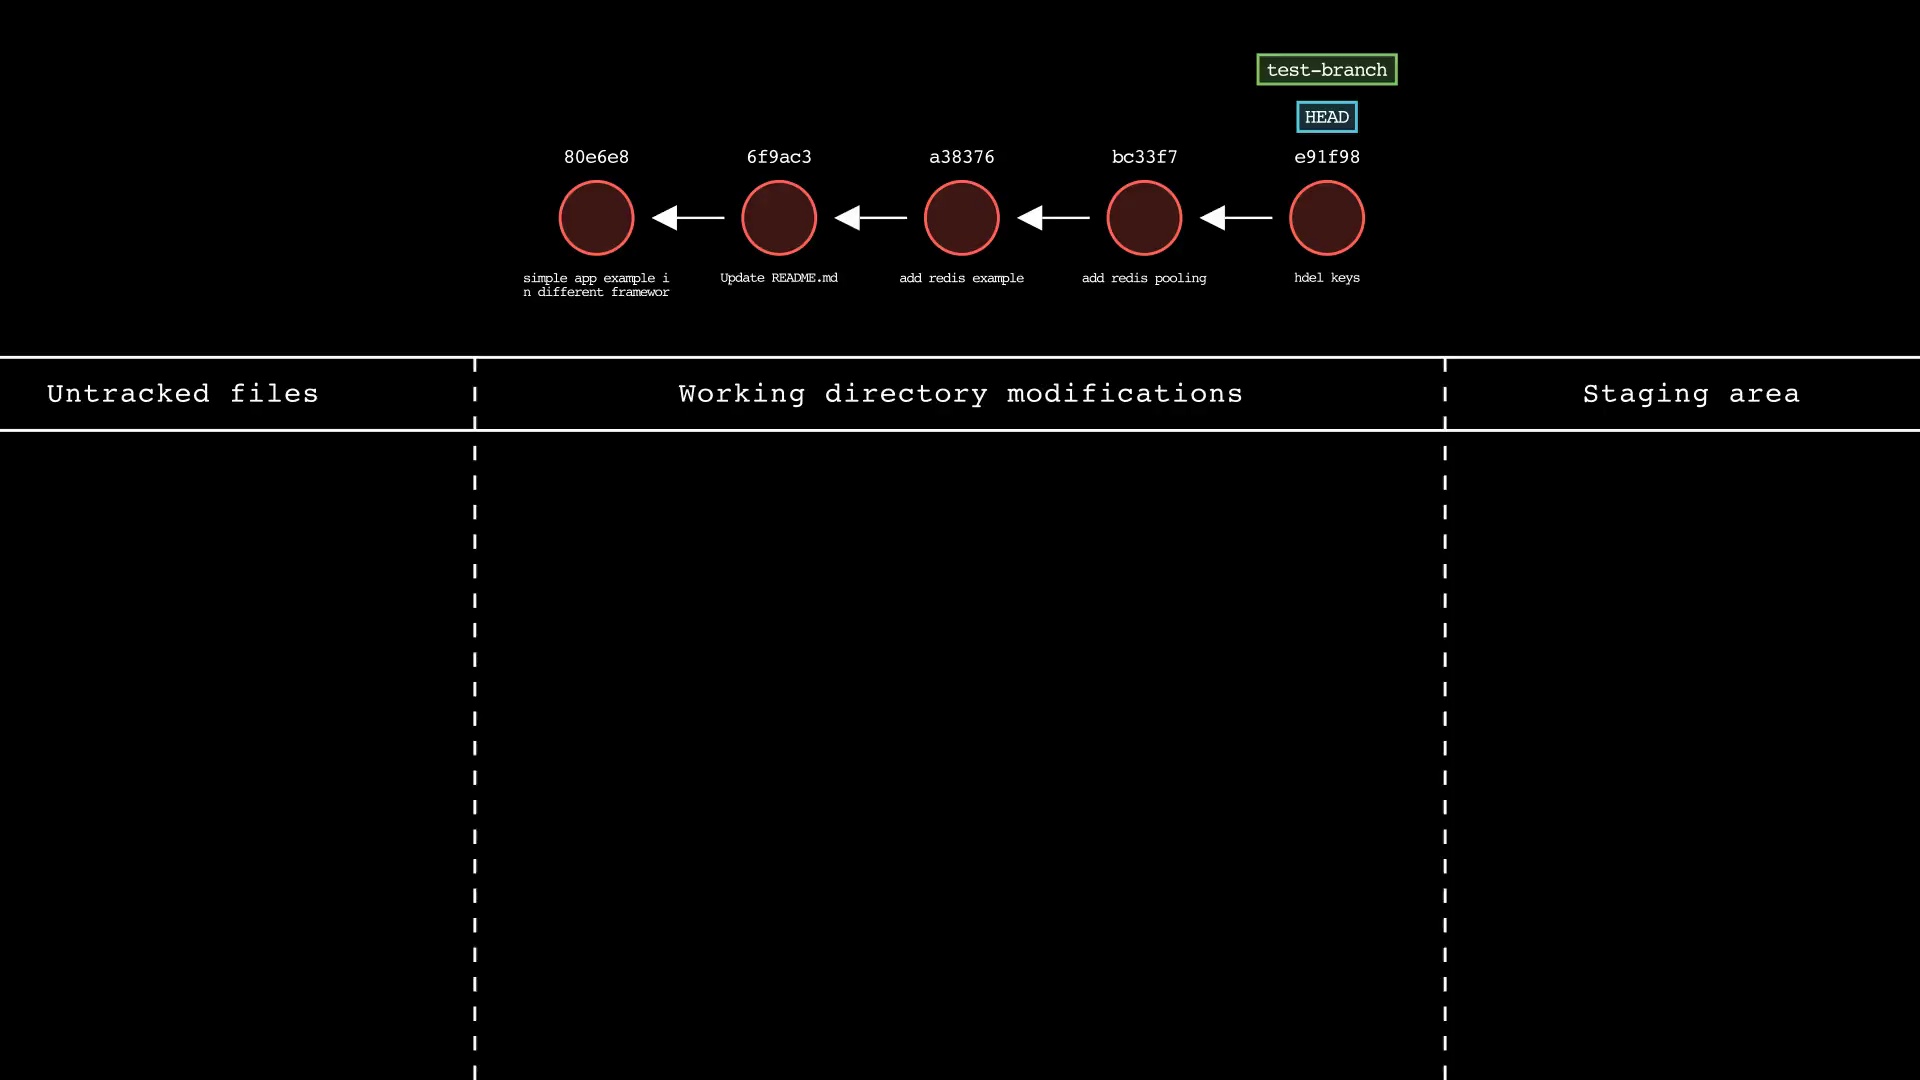 test-branch
HEAD
80e6e8
6f9ac3
a38376
bc33f7
e91f98
simple app example i
n different framewor
Update README.md
add redis example
add redis pooling
hdel keys
Untracked files
Working directory modifications
Staging area